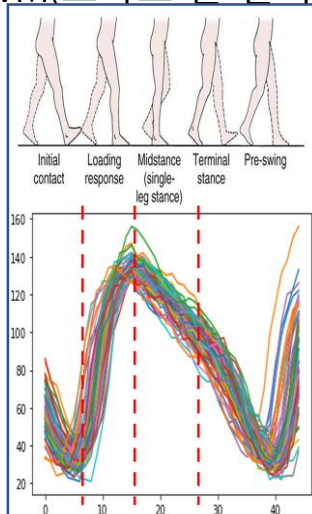 Initial contact
Loading response
Midstance (single-leg stance)
Terminal stance
Pre-swing
160
140
120
100
80
60
40
20
0
10
20
30
40